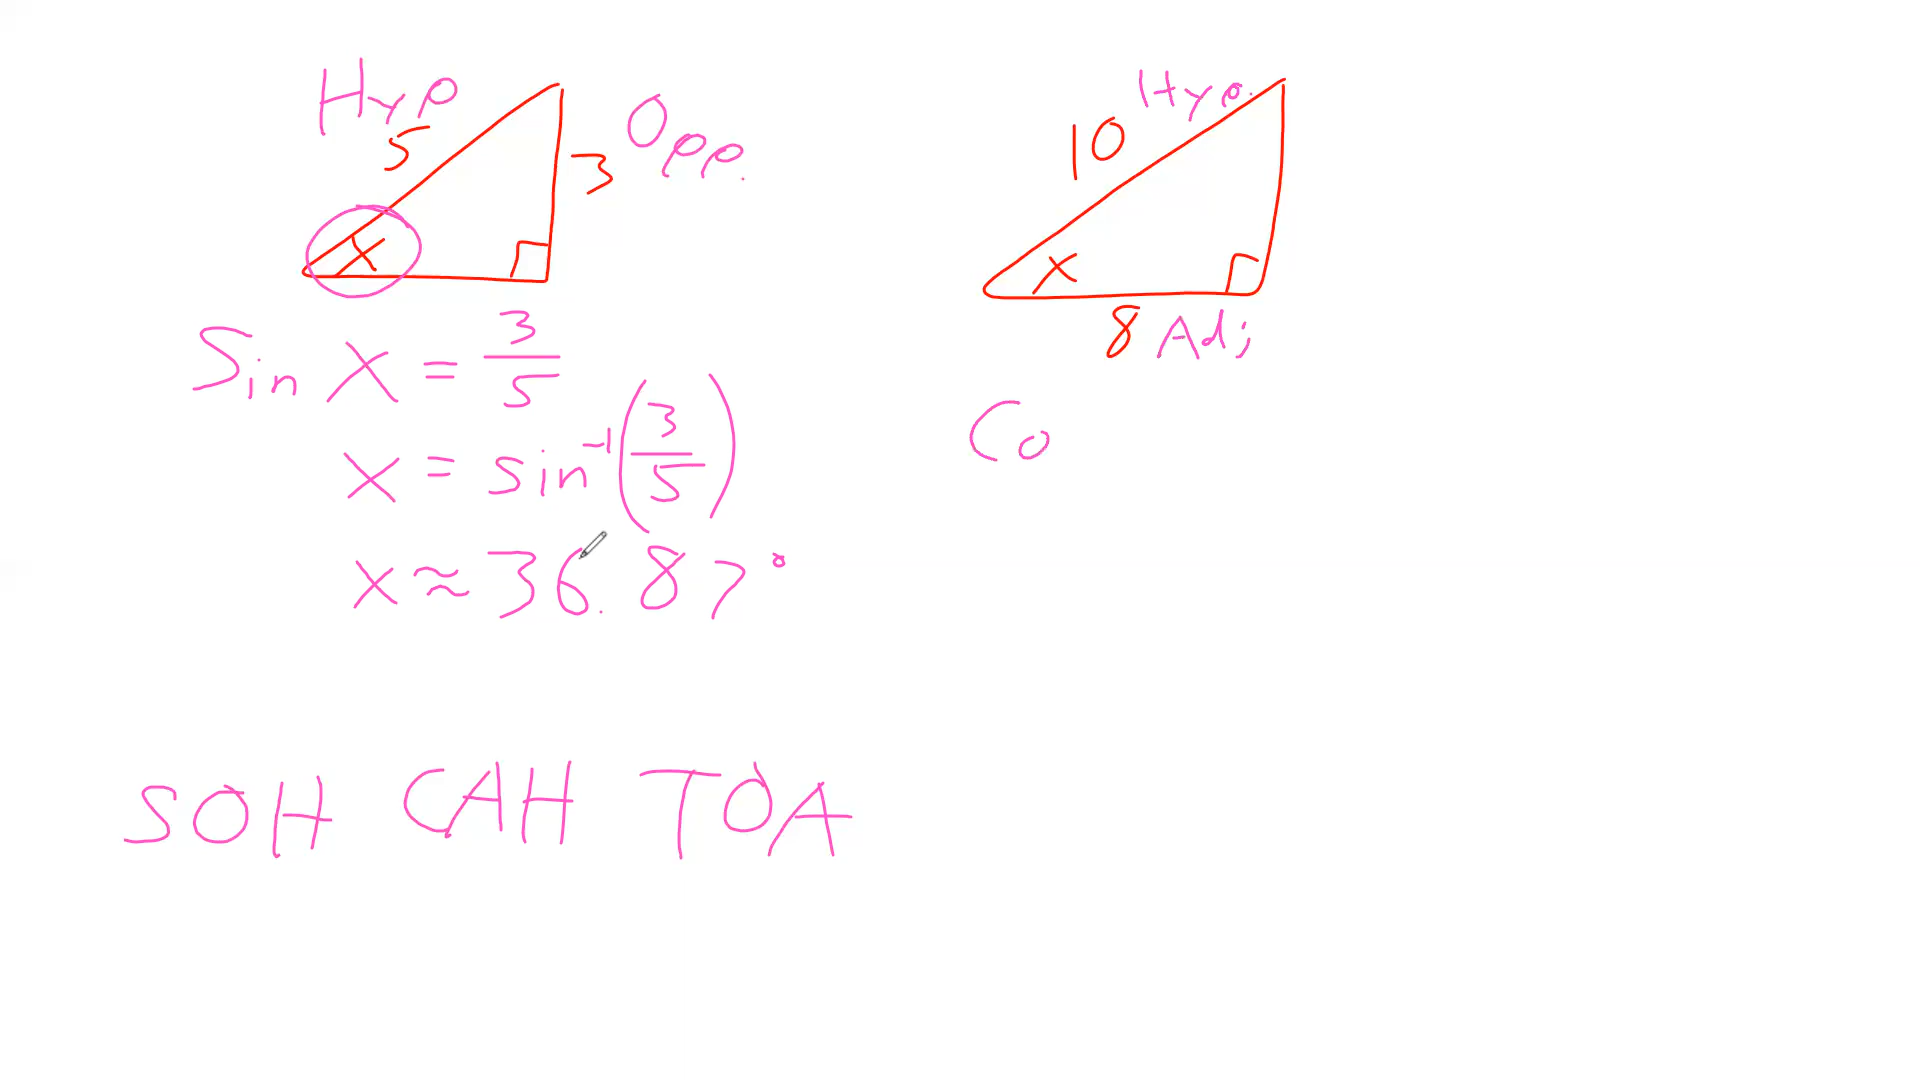 Hyp
5
3
Opp.
x
Sin x = 3/5
x = sin⁻¹(3/5)
x ≈ 36.87°
Hyp.
10
x
8 Adj
Co
SOH CAH TOA